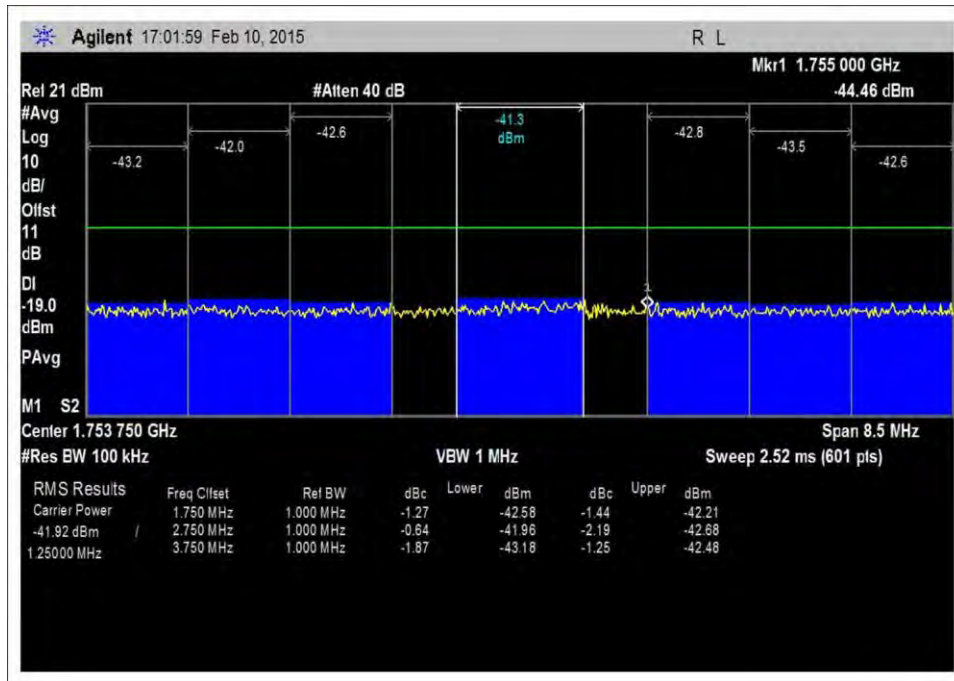 Agilent 17:01:59 Feb 10, 2015 R L
Mkr1 1.755 000 GHz
Ref 21 dBm #Atten 40 dB -44.46 dBm
#Avg
Log
10
dB/
Offst
11
dB
DI
-19.0
dBm
PAvg
M1 S2
-43.2 -42.0 -42.6 -41.3 dBm -42.8 -43.5 -42.6
1
Center 1.753 750 GHz Span 8.5 MHz
#Res BW 100 kHz VBW 1 MHz Sweep 2.52 ms (601 pts)
RMS Results Freq Offset Ref BW dBc Lower dBm dBc Upper dBm
Carrier Power 1.750 MHz 1.000 MHz -1.27 -42.58 -1.44 -42.21
-41.92 dBm / 2.750 MHz 1.000 MHz -0.64 -41.96 -2.19 -42.68
1.25000 MHz 3.750 MHz 1.000 MHz -1.87 -43.18 -1.25 -42.48